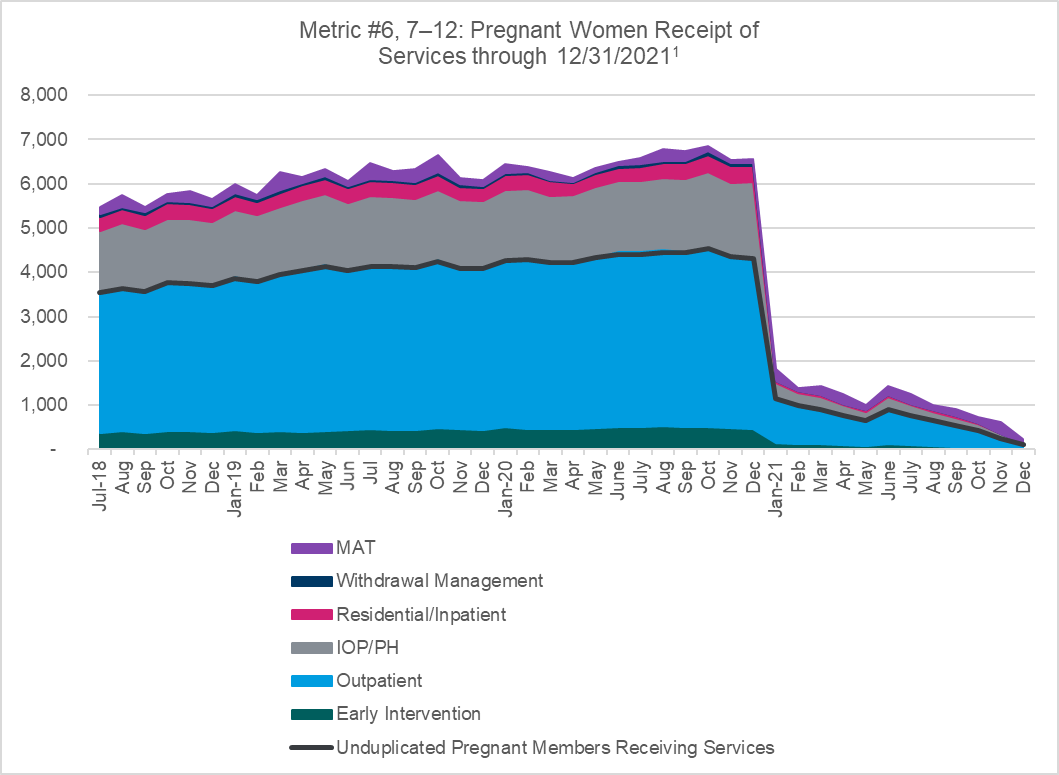 Metric #6, 7–12: Pregnant Women Receipt of
Services through 12/31/2021¹
8,000
7,000
6,000
5,000
4,000
3,000
2,000
1,000
-
Jul-18
Aug
Sep
Oct
Nov
Dec
Jan-19
Feb
Mar
Apr
May
Jun
Jul
Aug
Sep
Oct
Nov
Dec
Jan-20
Feb
Mar
Apr
May
June
July
Aug
Sep
Oct
Nov
Dec
Jan-21
Feb
Mar
Apr
May
June
July
Aug
Sep
Oct
Nov
Dec
MAT
Withdrawal Management
Residential/Inpatient
IOP/PH
Outpatient
Early Intervention
Unduplicated Pregnant Members Receiving Services